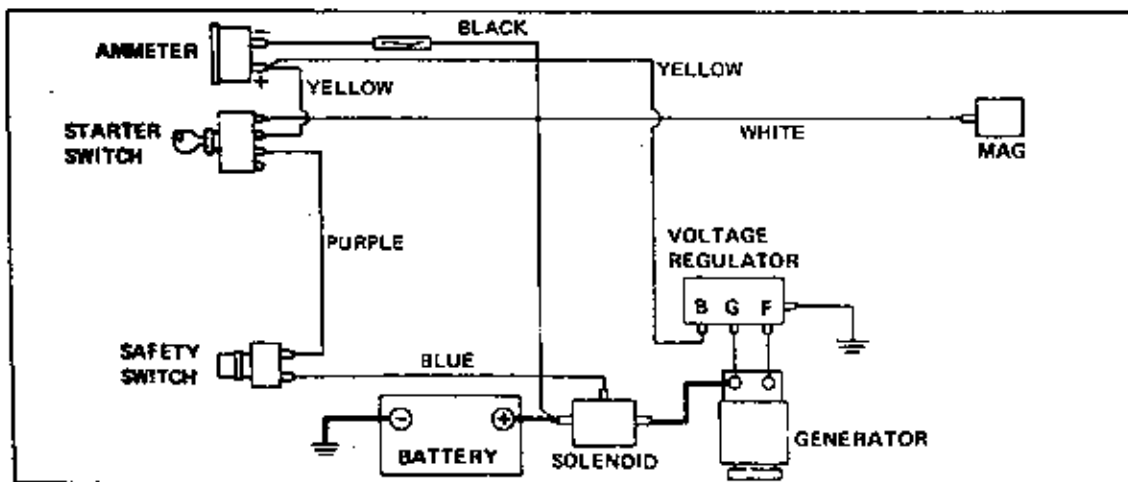 BLACK
AMMETER
−
+
YELLOW
YELLOW
STARTER
SWITCH
WHITE
MAG
PURPLE
VOLTAGE
REGULATOR
B G F
SAFETY
SWITCH
BLUE
− +
BATTERY
SOLENOID
GENERATOR